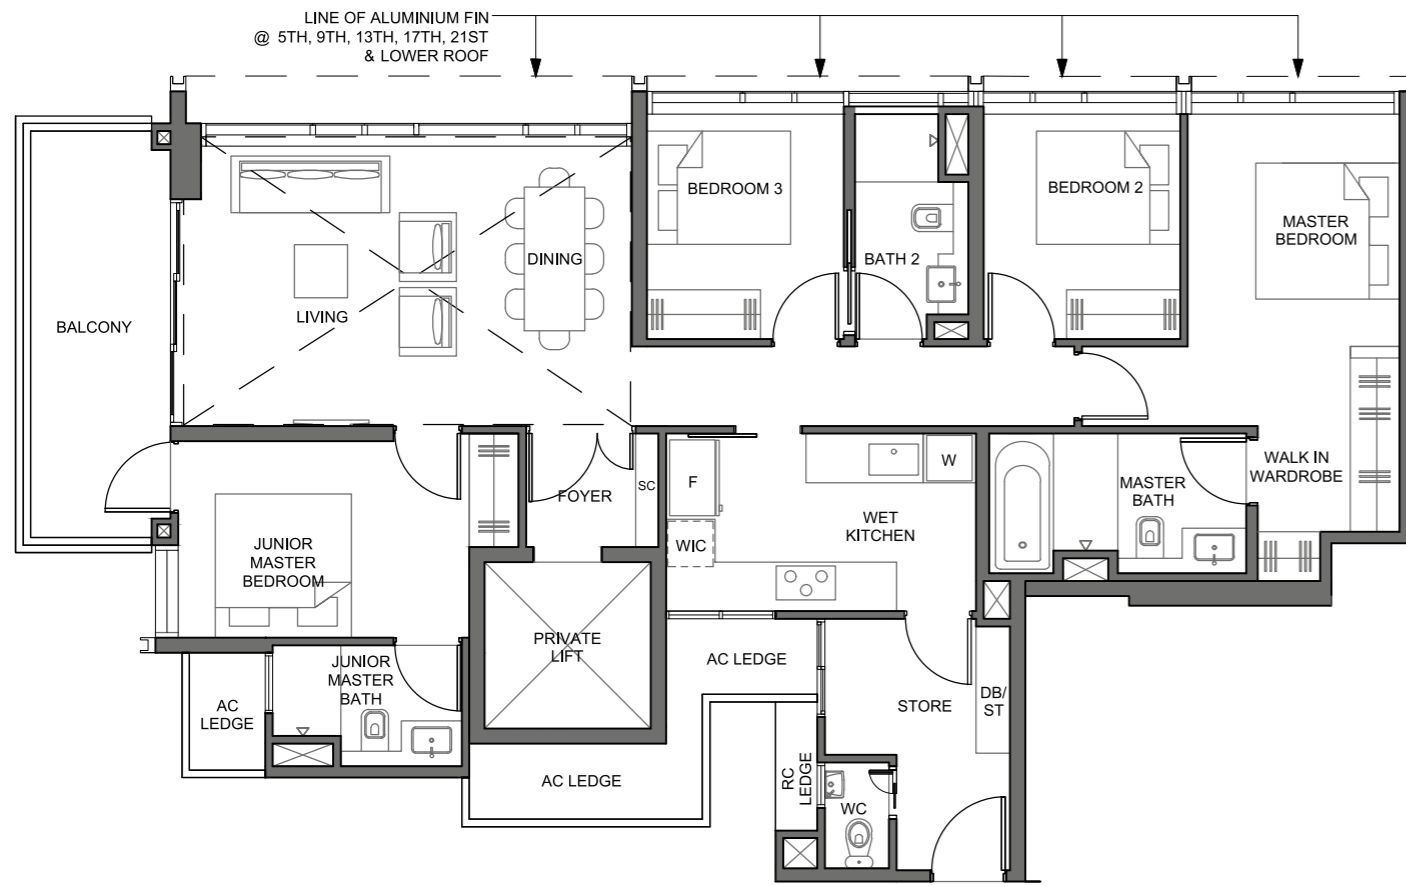 LINE OF ALUMINIUM FIN
@ 5TH, 9TH, 13TH, 17TH, 21ST
& LOWER ROOF
BEDROOM 3
BEDROOM 2
MASTER
BEDROOM
BATH 2
DINING
LIVING
BALCONY
WALK IN
WARDROBE
MASTER
BATH
W
F
SC
FOYER
WET
KITCHEN
WIC
JUNIOR
MASTER
BEDROOM
PRIVATE
LIFT
AC LEDGE
JUNIOR
MASTER
BATH
AC
LEDGE
STORE
DB/
ST
AC LEDGE
RC
LEDGE
WC